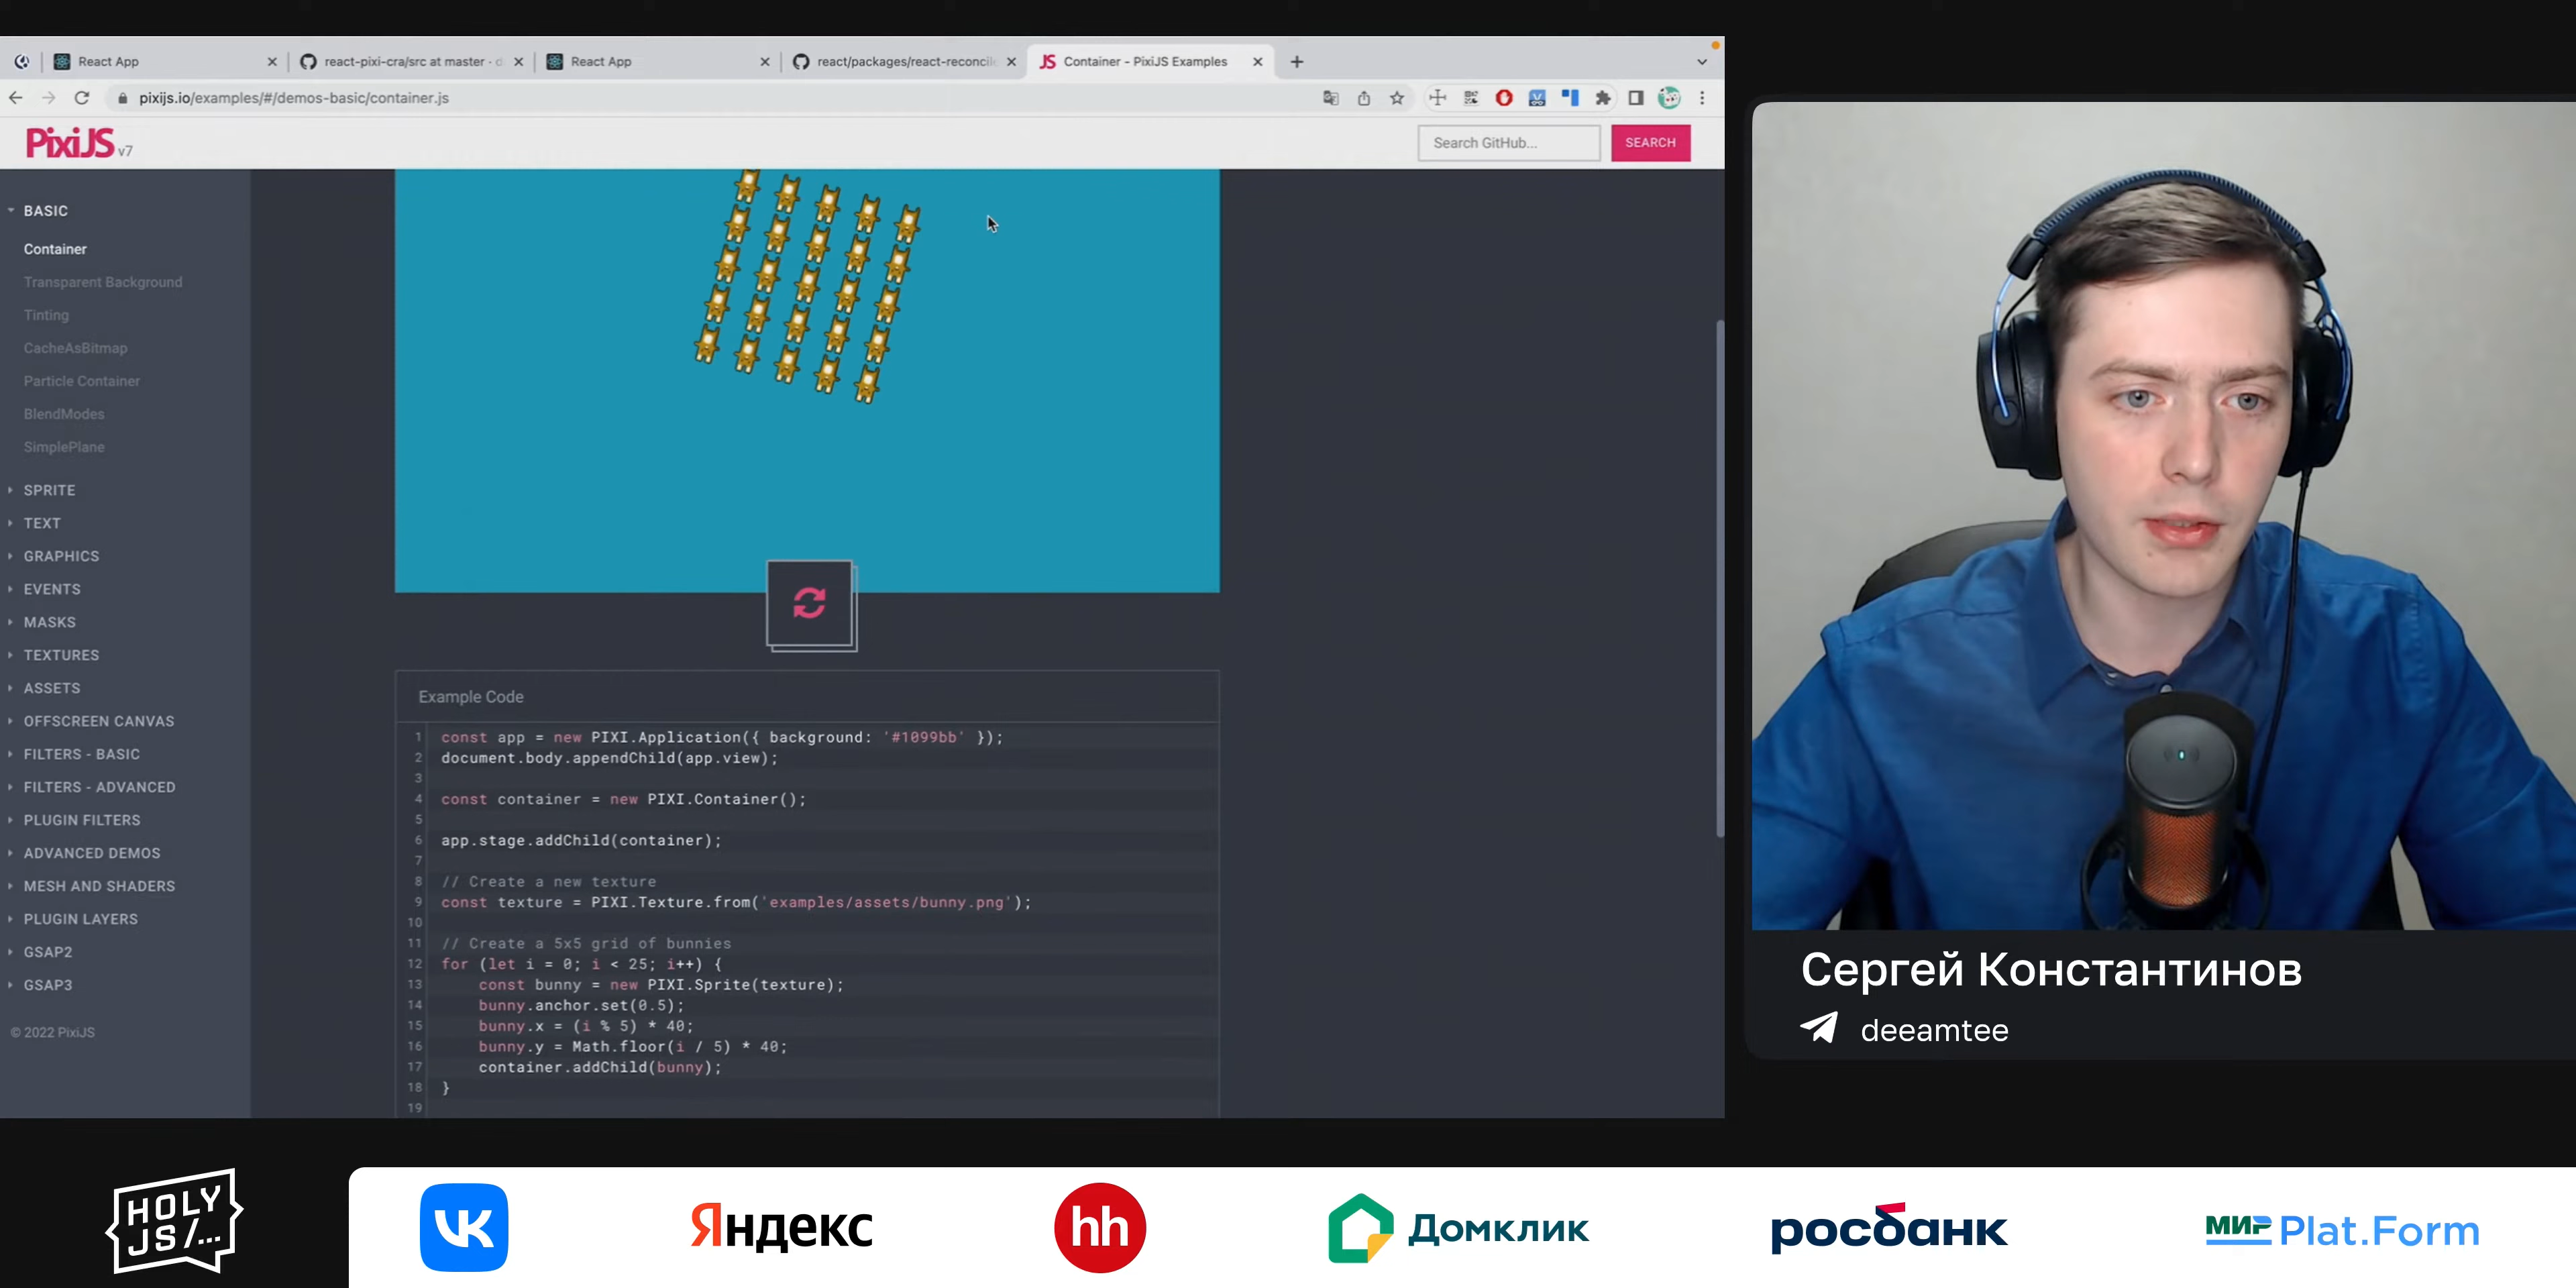 React App
react-pixi-cra/src at master · d
React App
react/packages/react-reconcile
JS Container - PixiJS Examples
pixijs.io/examples/#/demos-basic/container.js
PixiJS v7
Search GitHub...
SEARCH
BASIC
Container
Transparent Background
Tinting
CacheAsBitmap
Particle Container
BlendModes
SimplePlane
SPRITE
TEXT
GRAPHICS
EVENTS
MASKS
TEXTURES
ASSETS
OFFSCREEN CANVAS
FILTERS - BASIC
FILTERS - ADVANCED
PLUGIN FILTERS
ADVANCED DEMOS
MESH AND SHADERS
PLUGIN LAYERS
GSAP2
GSAP3
© 2022 PixiJS
Example Code
1 const app = new PIXI.Application({ background: '#1099bb' });
2 document.body.appendChild(app.view);
3
4 const container = new PIXI.Container();
5
6 app.stage.addChild(container);
7
8 // Create a new texture
9 const texture = PIXI.Texture.from('examples/assets/bunny.png');
10
11 // Create a 5x5 grid of bunnies
12 for (let i = 0; i < 25; i++) {
13 const bunny = new PIXI.Sprite(texture);
14 bunny.anchor.set(0.5);
15 bunny.x = (i % 5) * 40;
16 bunny.y = Math.floor(i / 5) * 40;
17 container.addChild(bunny);
18 }
19
Сергей Константинов
deeamtee
HOLY
JS/...
VK
Яндекс
hh
Домклик
росбанк
МИР Plat.Form